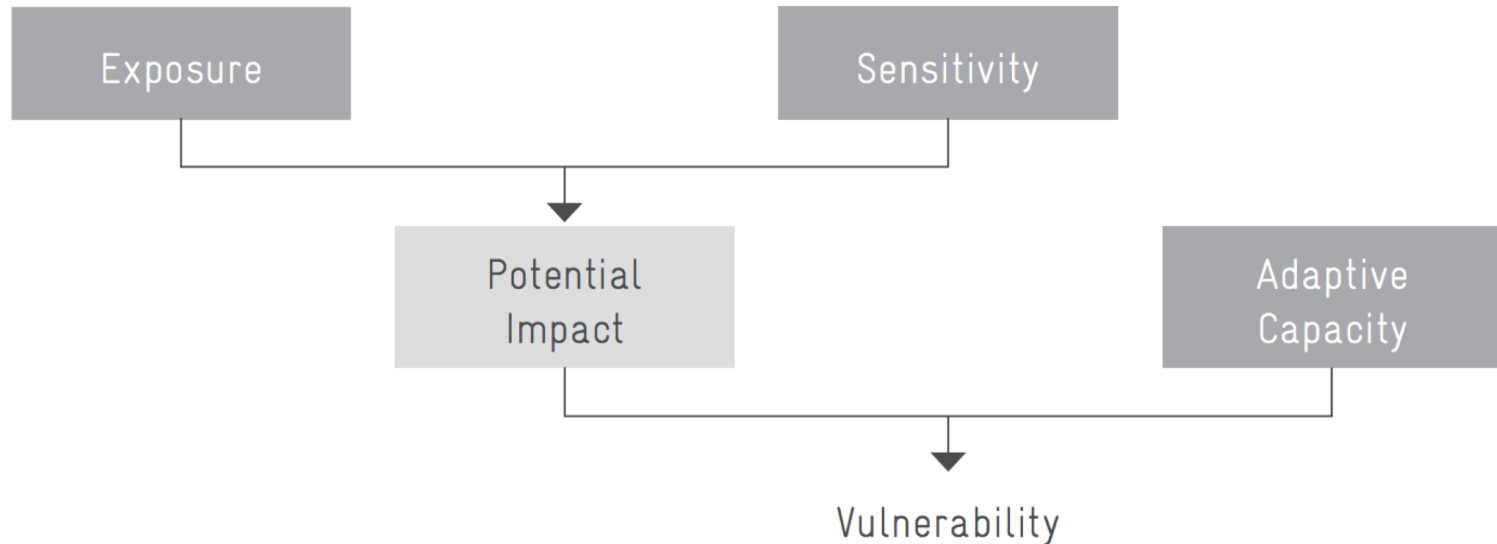 Exposure
Sensitivity
Potential
Impact
Adaptive
Capacity
Vulnerability